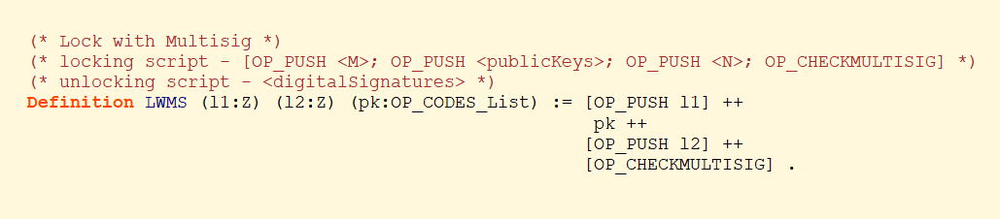 (* Lock with Multisig *)
(* locking script - [OP_PUSH <M>; OP_PUSH <publicKeys>; OP_PUSH <N>; OP_CHECKMULTISIG] *)
(* unlocking script - <digitalSignatures> *)
Definition LWMS (l1:Z) (l2:Z) (pk:OP_CODES_List) := [OP_PUSH l1] ++
pk ++
[OP_PUSH l2] ++
[OP_CHECKMULTISIG] .